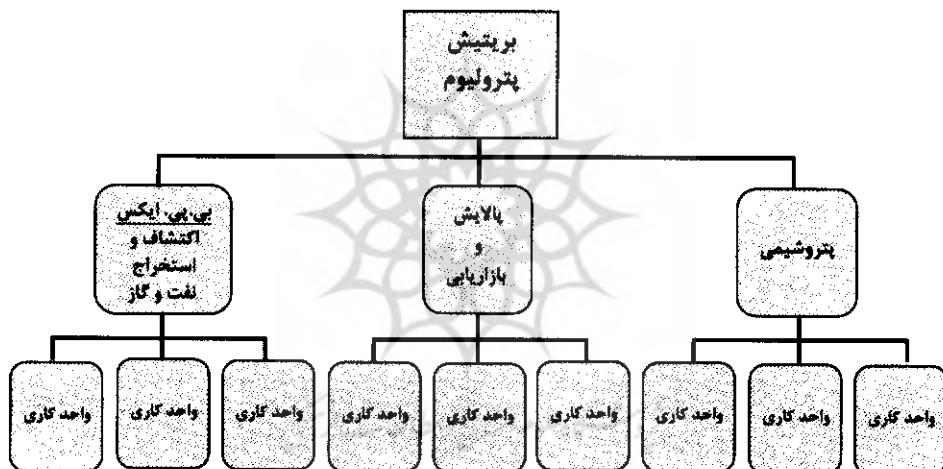 بریتیش
پترولیوم
پتروشیمی
پالایش
و
بازاریابی
بی.پی. ایکس
اکتشاف و
استخراج
نفت و گاز
واحد کاری
واحد کاری
واحد کاری
واحد کاری
واحد کاری
واحد کاری
واحد کاری
واحد کاری
واحد کاری